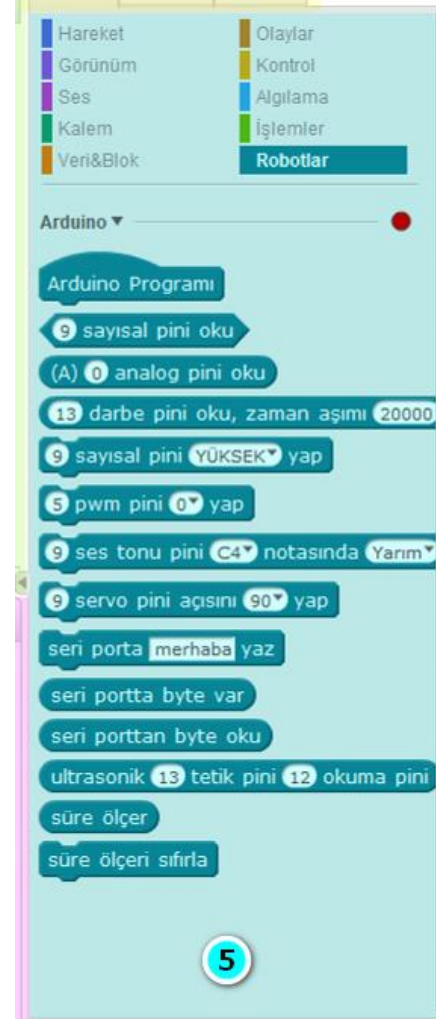 Hareket Olaylar
Görünüm Kontrol
Ses Algılama
Kalem İşlemler
Veri&Blok Robotlar
Arduino
Arduino Programı
9 sayısal pini oku
(A) 0 analog pini oku
13 darbe pini oku, zaman aşımı 20000
9 sayısal pini YÜKSEK yap
5 pwm pini 0 yap
9 ses tonu pini C4 notasında Yarım
9 servo pini açısını 90 yap
seri porta merhaba yaz
seri portta byte var
seri porttan byte oku
ultrasonik 13 tetik pini 12 okuma pini
süre ölçer
süre ölçeri sıfırla
5